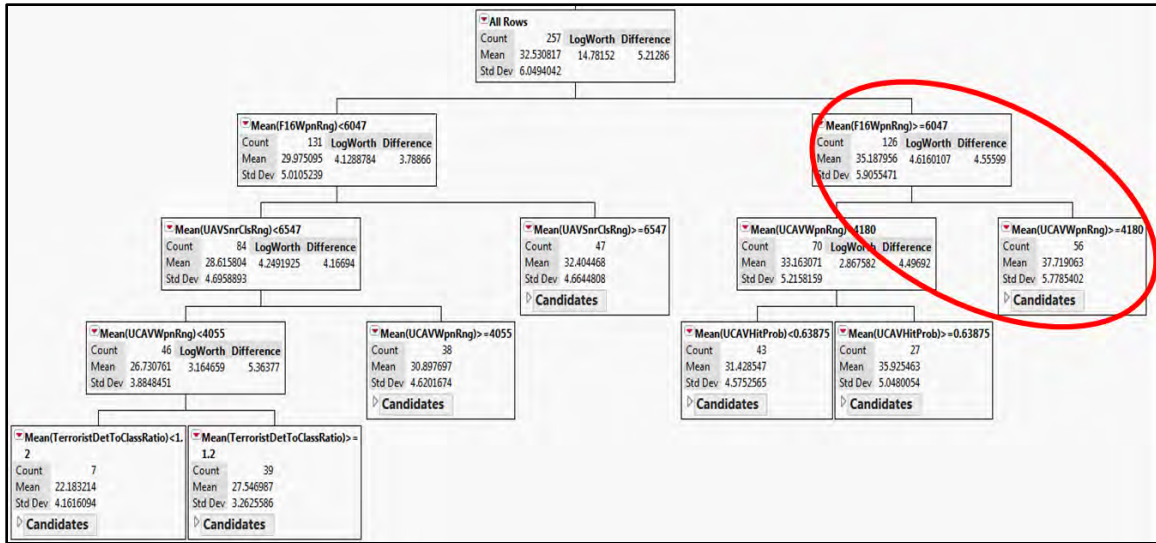 All Rows
Count 257 LogWorth Difference
Mean 32.530817 14.78152 5.21286
Std Dev 6.0494042
Mean(F16WpnRng)<6047
Count 131 LogWorth Difference
Mean 29.975095 4.1288784 3.78866
Std Dev 5.0105239
Mean(F16WpnRng)>=6047
Count 126 LogWorth Difference
Mean 35.187956 4.6160107 4.55599
Std Dev 5.9055471
Mean(UAVSnrClsRng)<6547
Count 84 LogWorth Difference
Mean 28.615804 4.2491925 4.16694
Std Dev 4.6958893
Mean(UAVSnrClsRng)>=6547
Count 47
Mean 32.404468
Std Dev 4.6644808
Candidates
Mean(UCAVWpnRng) 4180
Count 70 LogWorth Difference
Mean 33.163071 2.867582 4.49692
Std Dev 5.2158159
Mean(UCAVWpnRng)>=4180
Count 56
Mean 37.719063
Std Dev 5.7785402
Candidates
Mean(UCAVWpnRng)<4055
Count 46 LogWorth Difference
Mean 26.730761 3.164659 5.36377
Std Dev 3.8848451
Mean(UCAVWpnRng)>=4055
Count 38
Mean 30.897697
Std Dev 4.6201674
Candidates
Mean(UCAVHitProb)<0.63875
Count 43
Mean 31.428547
Std Dev 4.5752565
Candidates
Mean(UCAVHitProb)>=0.63875
Count 27
Mean 35.925463
Std Dev 5.0480054
Candidates
Mean(TerroristDetToClassRatio)<1.
2
Count 7
Mean 22.183214
Std Dev 4.1616094
Candidates
Mean(TerroristDetToClassRatio)>=
1.2
Count 39
Mean 27.546987
Std Dev 3.2625586
Candidates